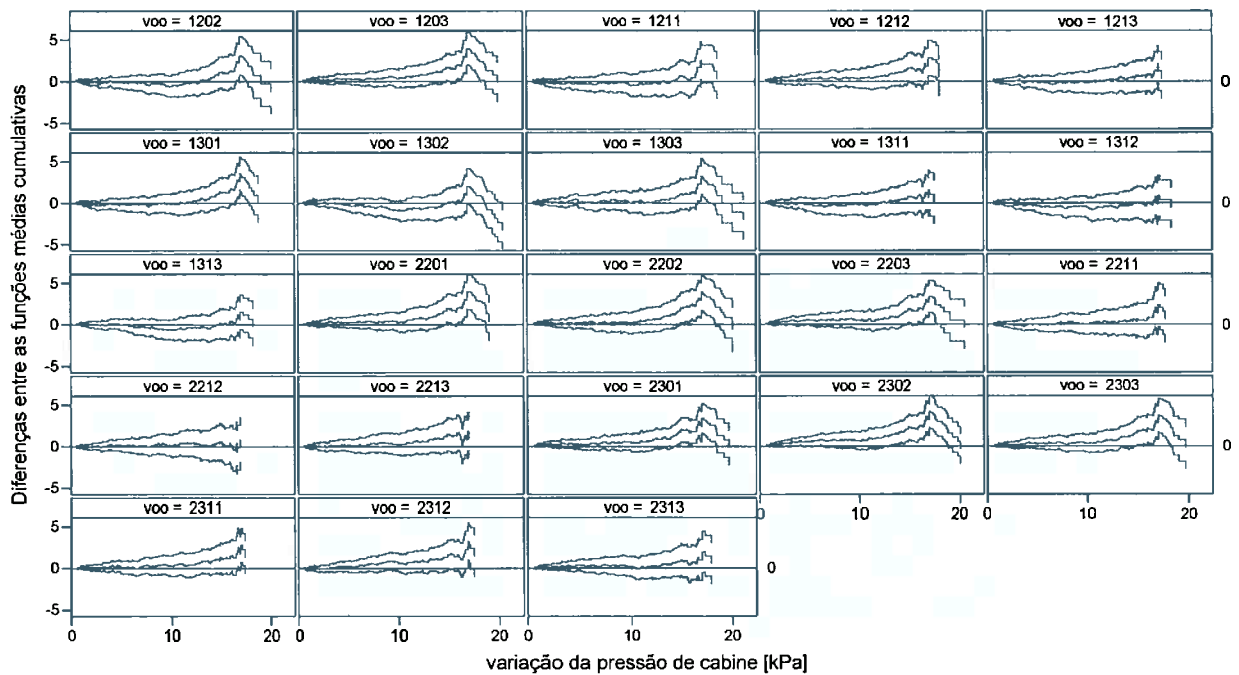 voo = 1202 voo = 1203 voo = 1211 voo = 1212 voo = 1213
5
0 0
-5
voo = 1301 voo = 1302 voo = 1303 voo = 1311 voo = 1312
5
0 0
-5
voo = 1313 voo = 2201 voo = 2202 voo = 2203 voo = 2211
5
0 0
-5
voo = 2212 voo = 2213 voo = 2301 voo = 2302 voo = 2303
5
0 0
-5
voo = 2311 voo = 2312 voo = 2313 0 10 20 0 10 20
5
0 0
-5
0 10 20 0 10 20 0 10 20
variação da pressão de cabine [kPa]
Diferenças entre as funções médias cumulativas